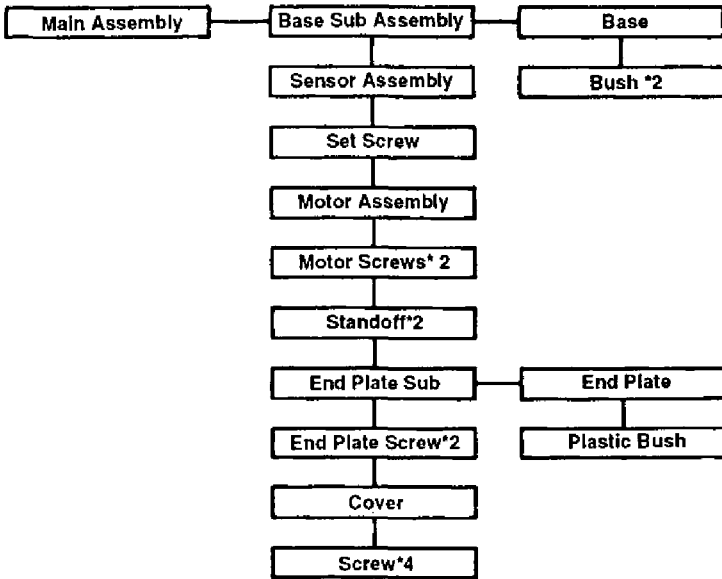 Main Assembly
Base Sub Assembly
Base
Sensor Assembly
Bush *2
Set Screw
Motor Assembly
Motor Screws* 2
Standoff*2
End Plate Sub
End Plate
End Plate Screw*2
Plastic Bush
Cover
Screw*4